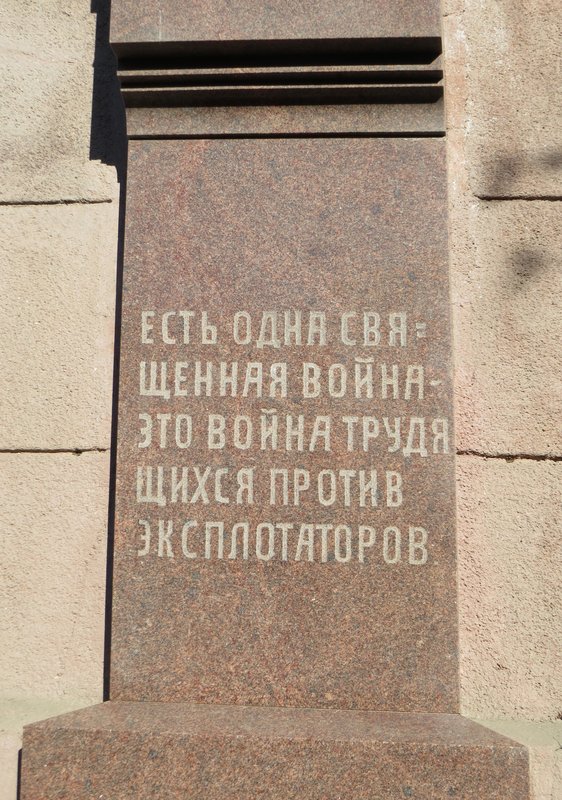 ЕСТЬ ОДНА СВЯ=
ЩЕННАЯ ВОЙНА-
ЭТО ВОЙНА ТРУДЯ
ЩИХСЯ ПРОТИВ
ЭКСПЛОТАТОРОВ.